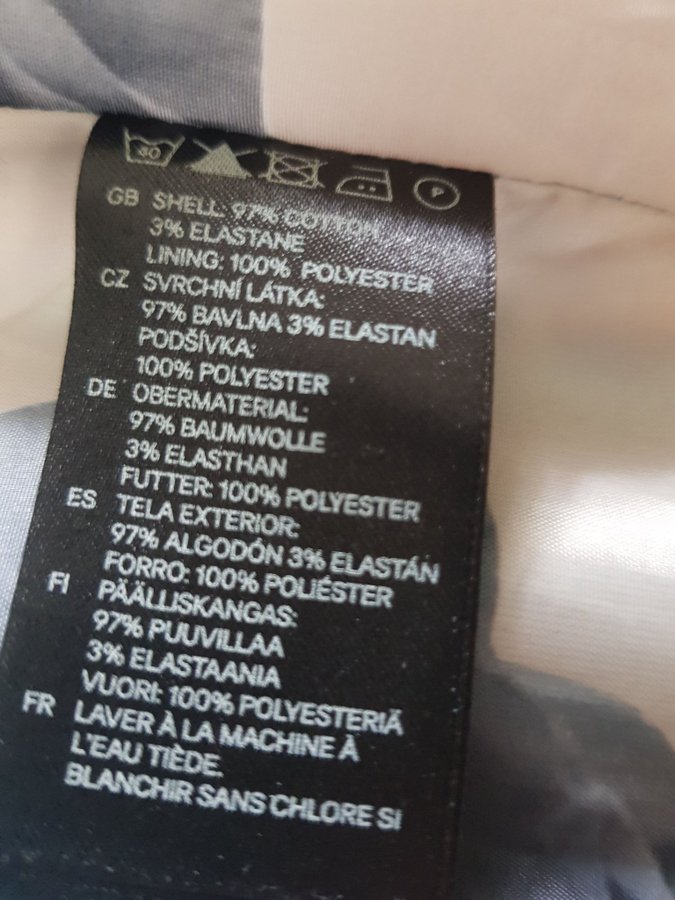 40
P
GB SHELL: 97% COTTON
3% ELASTANE
LINING: 100% POLYESTER
CZ SVRCHNÍ LÁTKA:
97% BAVLNA 3% ELASTAN
PODŠÍVKA:
100% POLYESTER
DE OBERMATERIAL:
97% BAUMWOLLE
3% ELASTHAN
FUTTER: 100% POLYESTER
ES TELA EXTERIOR:
97% ALGODÓN 3% ELASTÁN
FORRO: 100% POLIÉSTER
FI PÄÄLLISKANGAS:
97% PUUVILLAA
3% ELASTAANIA
VUORI: 100% POLYESTERIÄ
FR LAVER À LA MACHINE À
L'EAU TIÈDE.
BLANCHIR SANS CHLORE SI